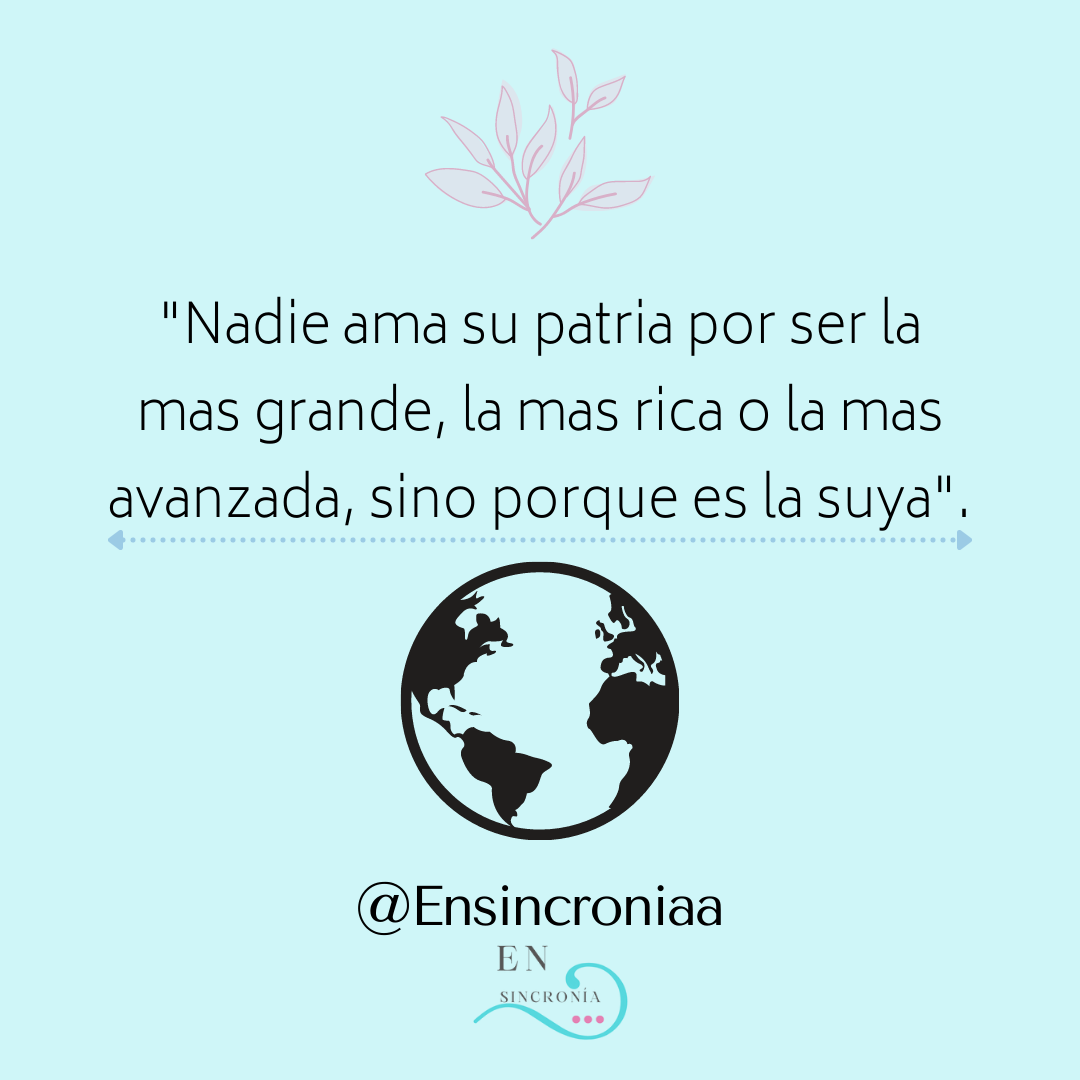 "Nadie ama su patria por ser la
mas grande, la mas rica o la mas
avanzada, sino porque es la suya".
@Ensincroniaa
EN
SINCRONÍA